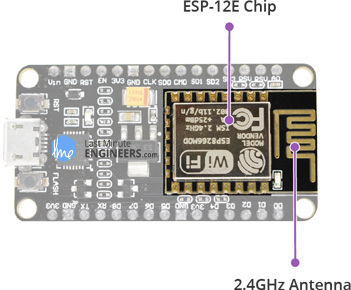 ESP-12E Chip
Vin GND RST EN 3V3 GND CLK SD0 CMD SD1 SD2
RST
FLASH
Last Minute
ENGINEERS.com
MODEL
VENDOR
ESP8266MOD
ISM 2.4GHz
PA +25dBm
802.11b/g/n
FC
Wi Fi
3V3 GND TX RX D8 D7 D6 D5 GND 3V3 D4 D3 D2 D1 D0
2.4GHz Antenna